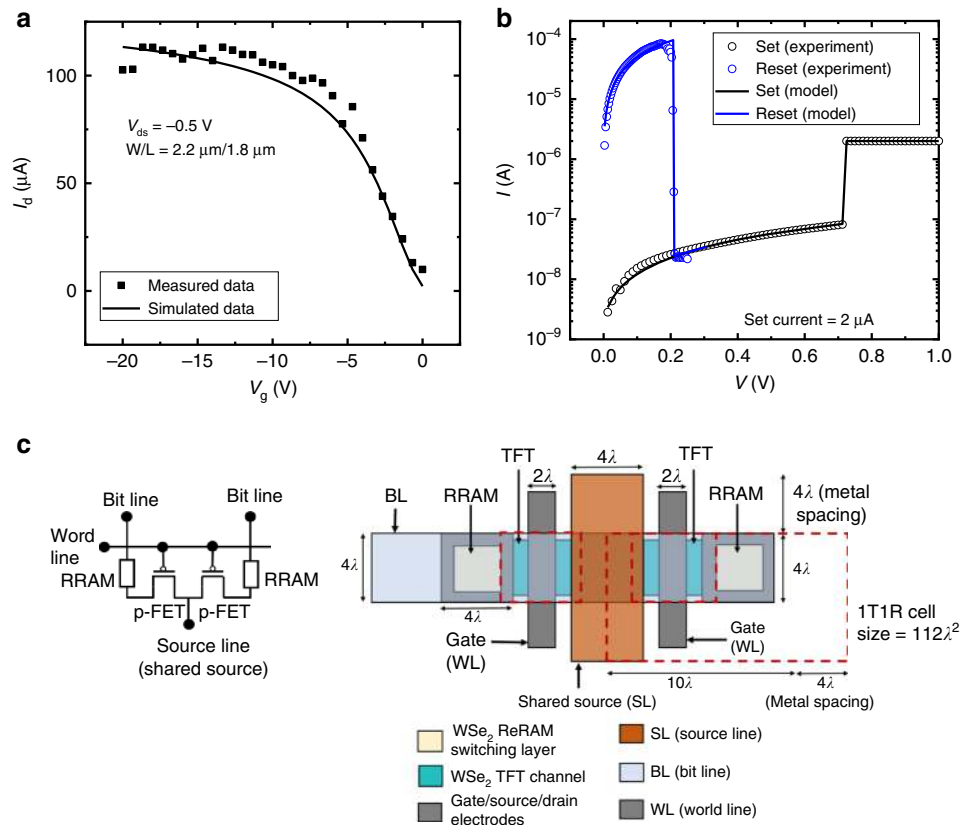 a
I_d (μA)
100
50
0
V_ds = –0.5 V
W/L = 2.2 μm/1.8 μm
Measured data
Simulated data
–20 –15 –10 –5 0
V_g (V)
b
I (A)
10⁻⁴
10⁻⁵
10⁻⁶
10⁻⁷
10⁻⁸
10⁻⁹
Set (experiment)
Reset (experiment)
Set (model)
Reset (model)
Set current = 2 μA
0.0 0.2 0.4 0.6 0.8 1.0
V (V)
c
Bit line Bit line
Word
line
RRAM RRAM
p-FET p-FET
Source line
(shared source)
TFT 4λ TFT
2λ 2λ
BL RRAM RRAM
4λ (metal
spacing)
4λ 4λ
4λ
Gate
(WL)
Gate
(WL)
1T1R cell
size = 112λ²
Shared source (SL) 10λ 4λ
(Metal spacing)
WSe₂ ReRAM
switching layer
WSe₂ TFT channel
Gate/source/drain
electrodes
SL (source line)
BL (bit line)
WL (world line)